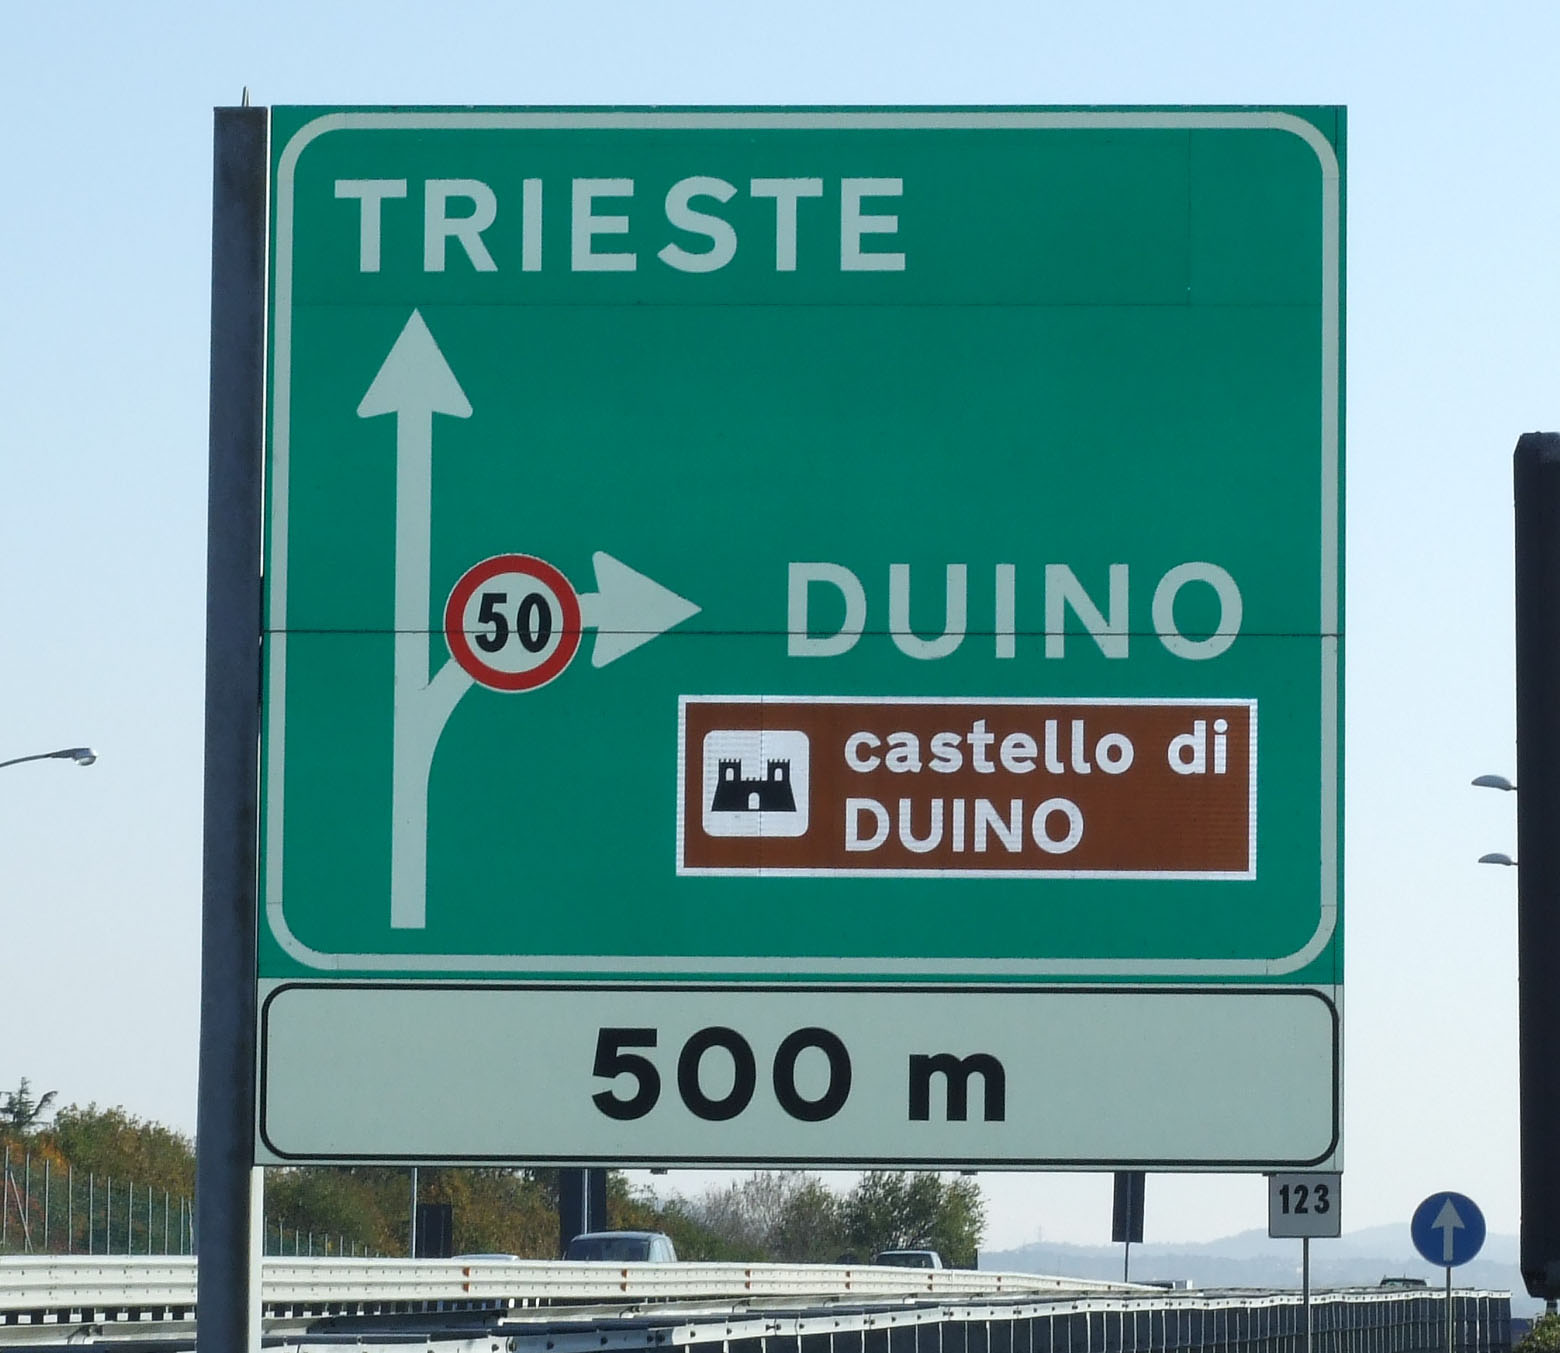 TRIESTE
50
DUINO
castello di
DUINO
500 m
123